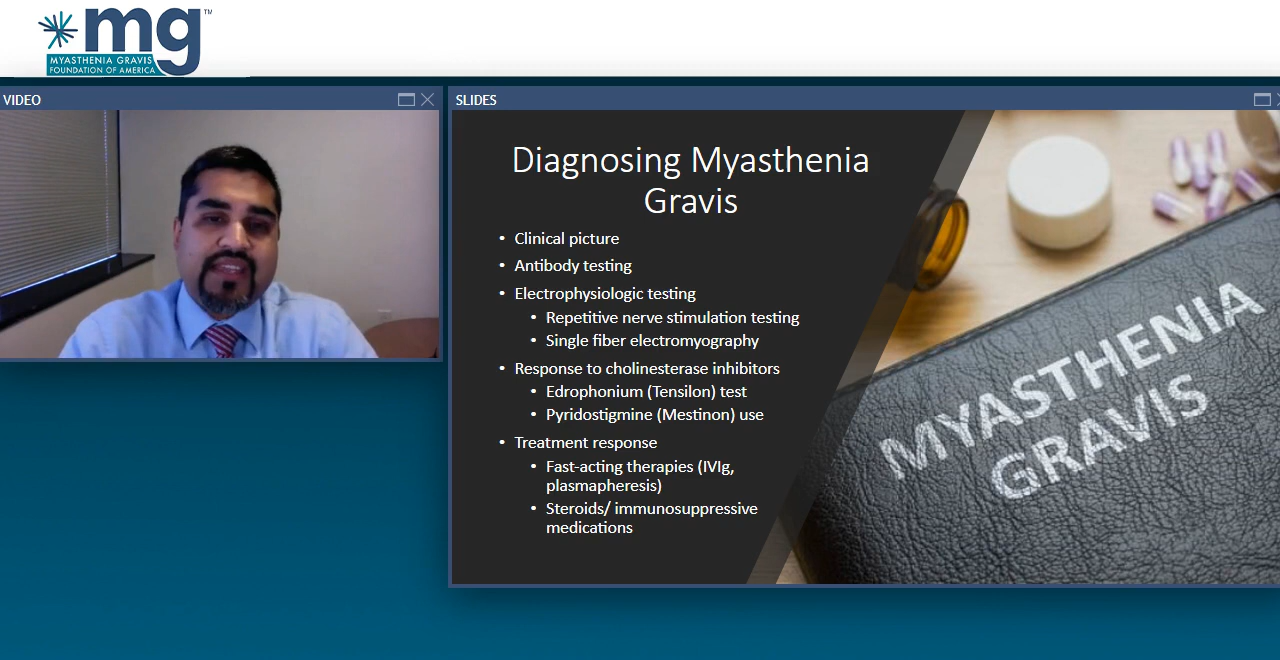 mg™
MYASTHENIA GRAVIS
FOUNDATION OF AMERICA
VIDEO
SLIDES
Diagnosing Myasthenia
Gravis
• Clinical picture
• Antibody testing
• Electrophysiologic testing
• Repetitive nerve stimulation testing
• Single fiber electromyography
• Response to cholinesterase inhibitors
• Edrophonium (Tensilon) test
• Pyridostigmine (Mestinon) use
• Treatment response
• Fast-acting therapies (IVIg,
plasmapheresis)
• Steroids/ immunosuppressive
medications
MYASTHENIA
GRAVIS